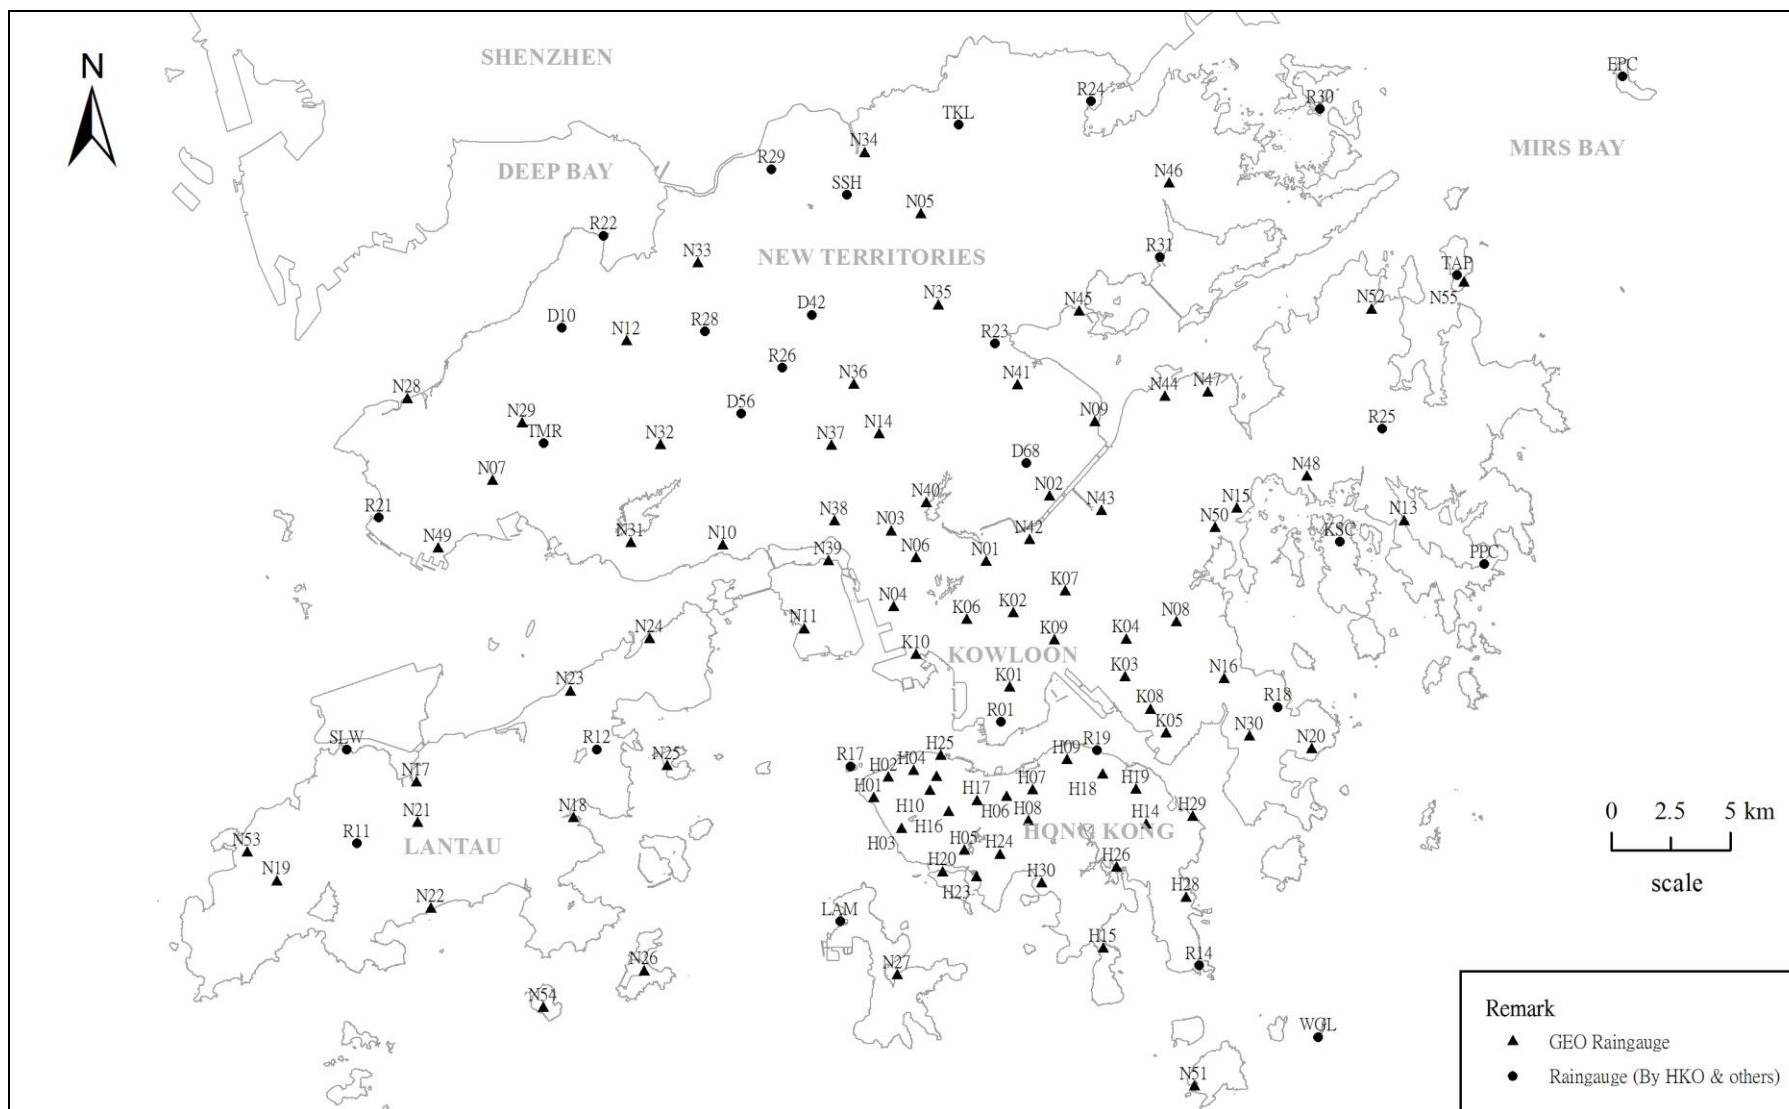 SHENZHEN
EPC
N
R24
R30
TKL
MIRS BAY
N34
R29
DEEP BAY
SSH
N46
N05
R22
N33
NEW TERRITORIES
R31
TAP
N52
N55
N45
N35
D42
D10
N12
R28
R23
R26
N36
N41
N44
N47
N28
D56
N29
TMR
N32
N37
N14
N09
R25
D68
N07
N48
N02
N43
N15
N13
N40
N50
R21
N38
N03
KSC
N49
N31
N10
N42
N39
N06
N01
PPC
K07
N04
K06
K02
N08
N11
N24
K09
K04
K10
KOWLOON
K03
N16
N23
K01
K08
R18
R01
K05
N30
N20
SLW
R12
N25
R17
H25
H09
R19
H02
H04
0 2.5 5 km
N17
H01
H10
H17
H07
H18
H19
H06
H08
H14
H29
scale
N21
N18
H16
HONG KONG
R11
LANTAU
H03
H05
H24
N53
N19
H20
H23
H30
H26
H28
N22
LAM
H15
R14
N26
N27
N54
WGL
N51
Remark
GEO Raingauge
Raingauge (By HKO & others)